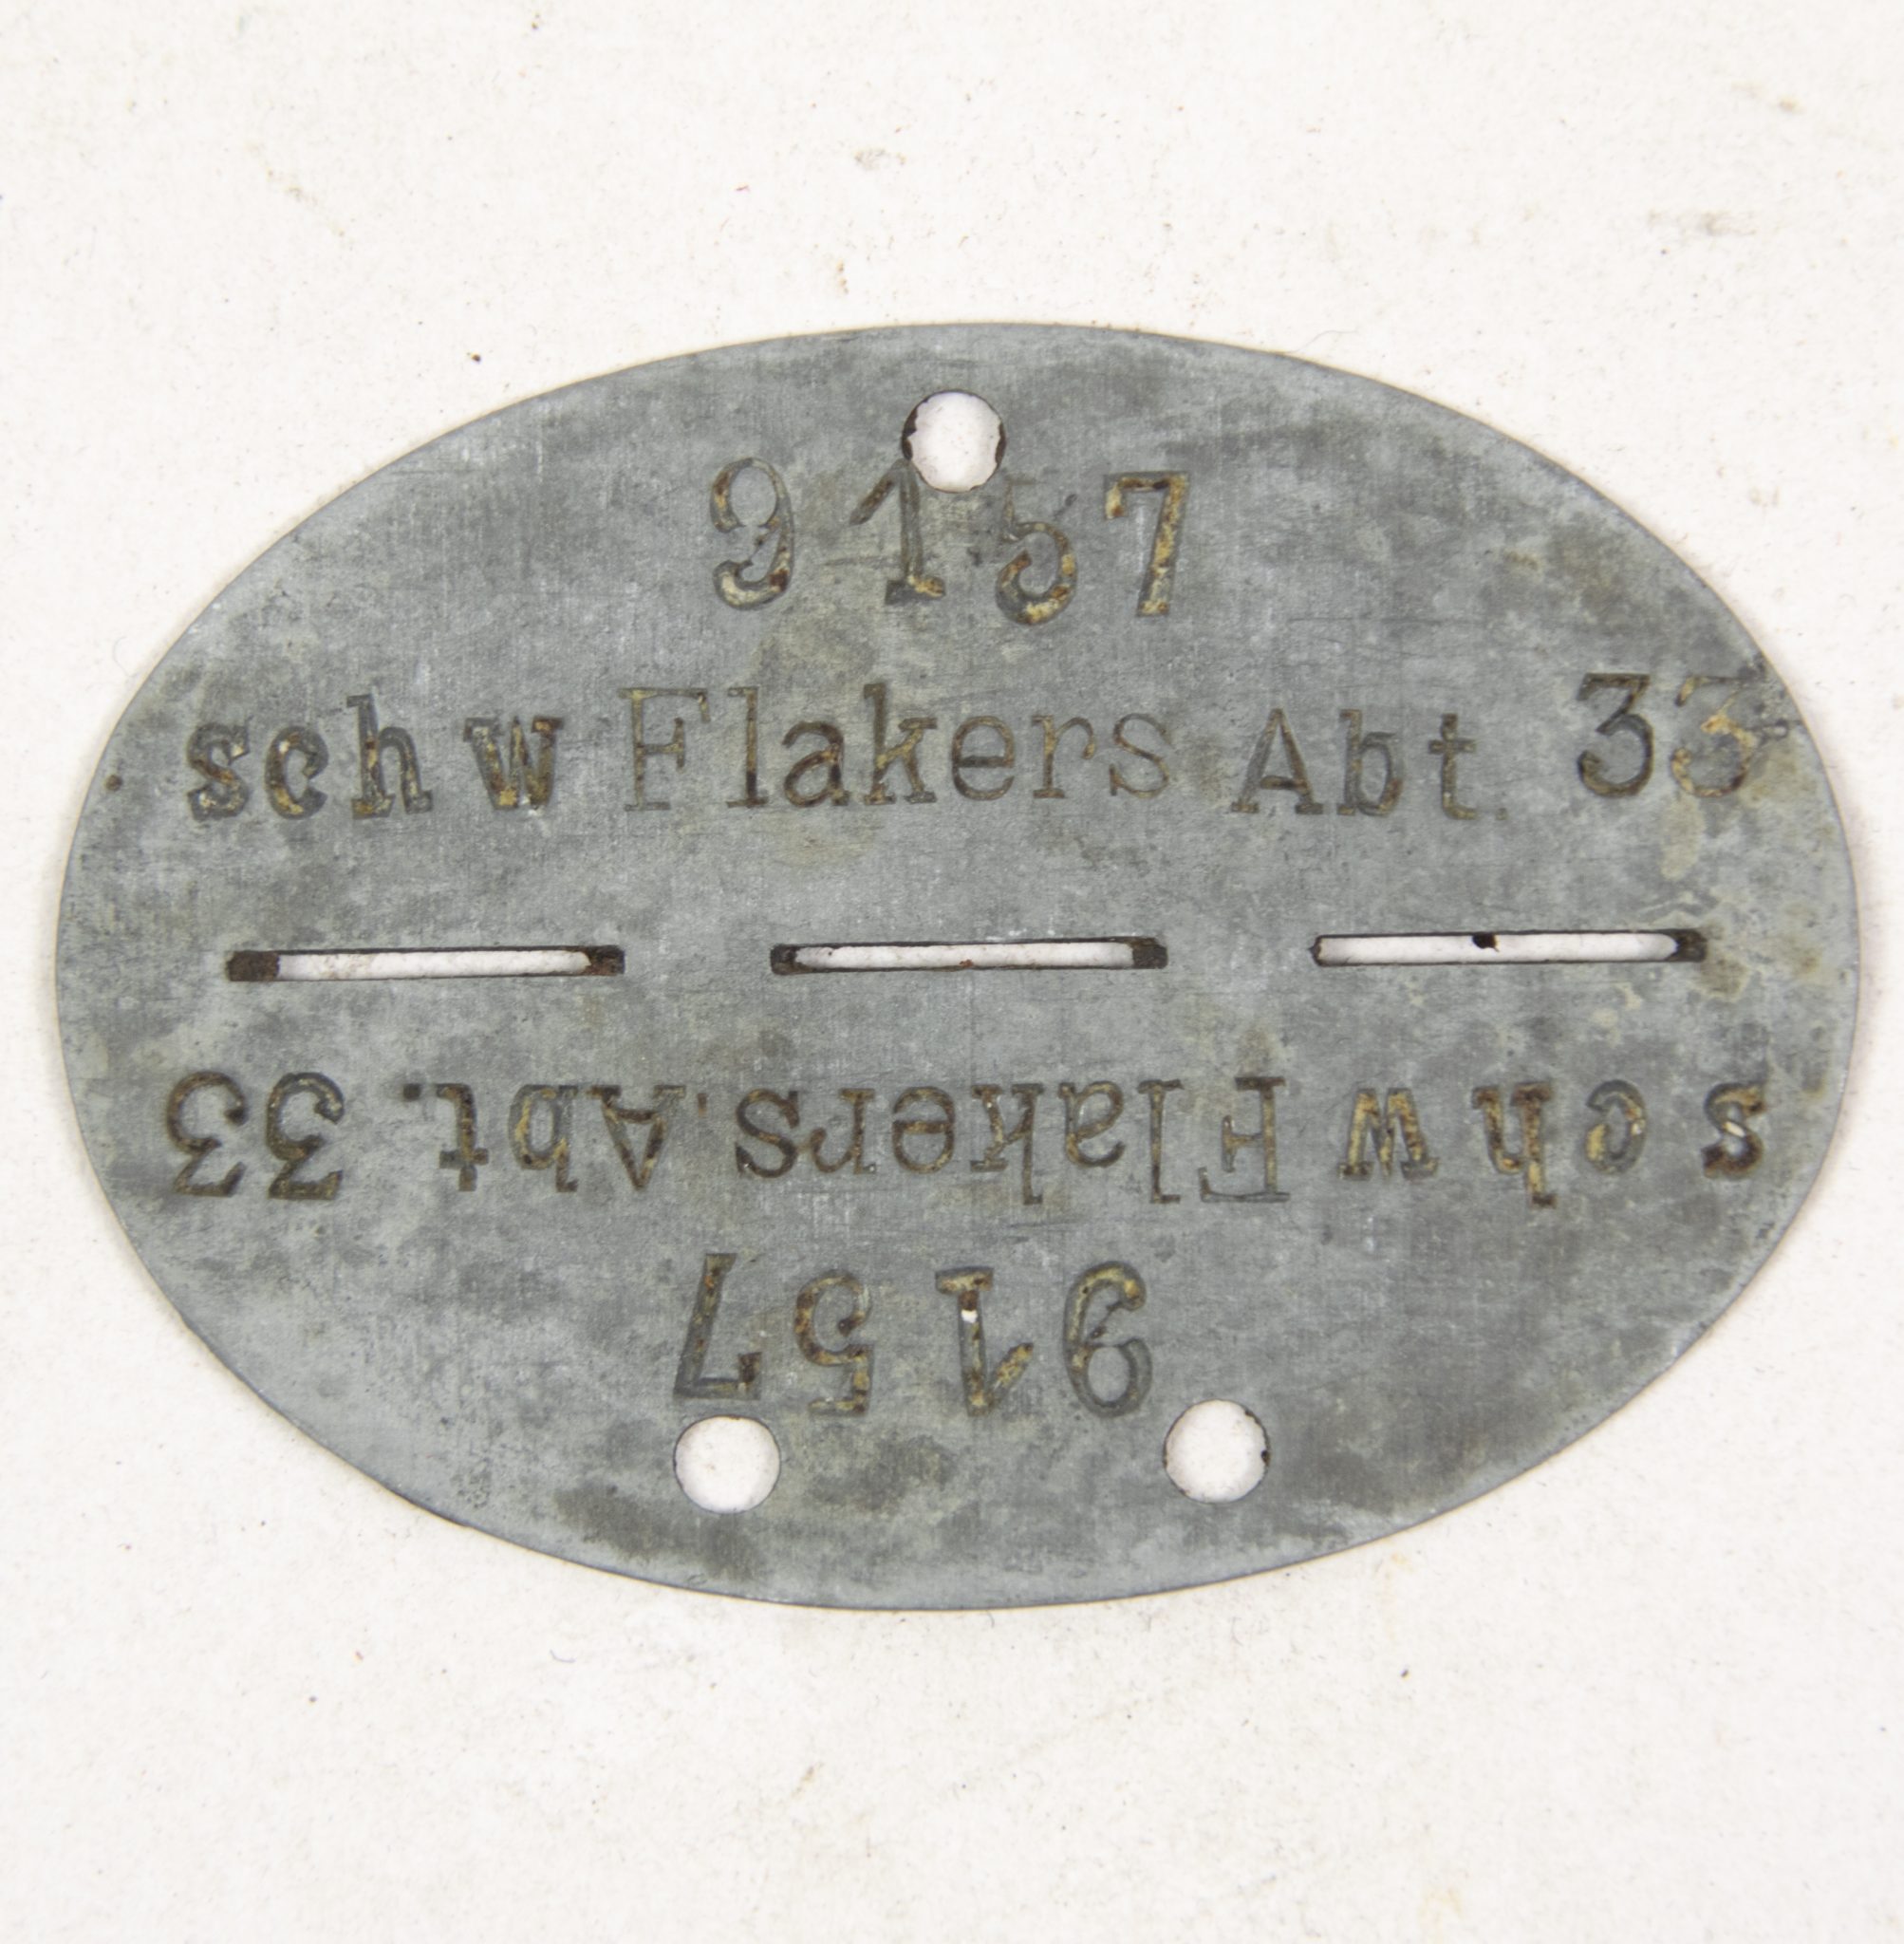 9157
schw Flakers Abt. 33
schw Flakers. Abt. 33
9157